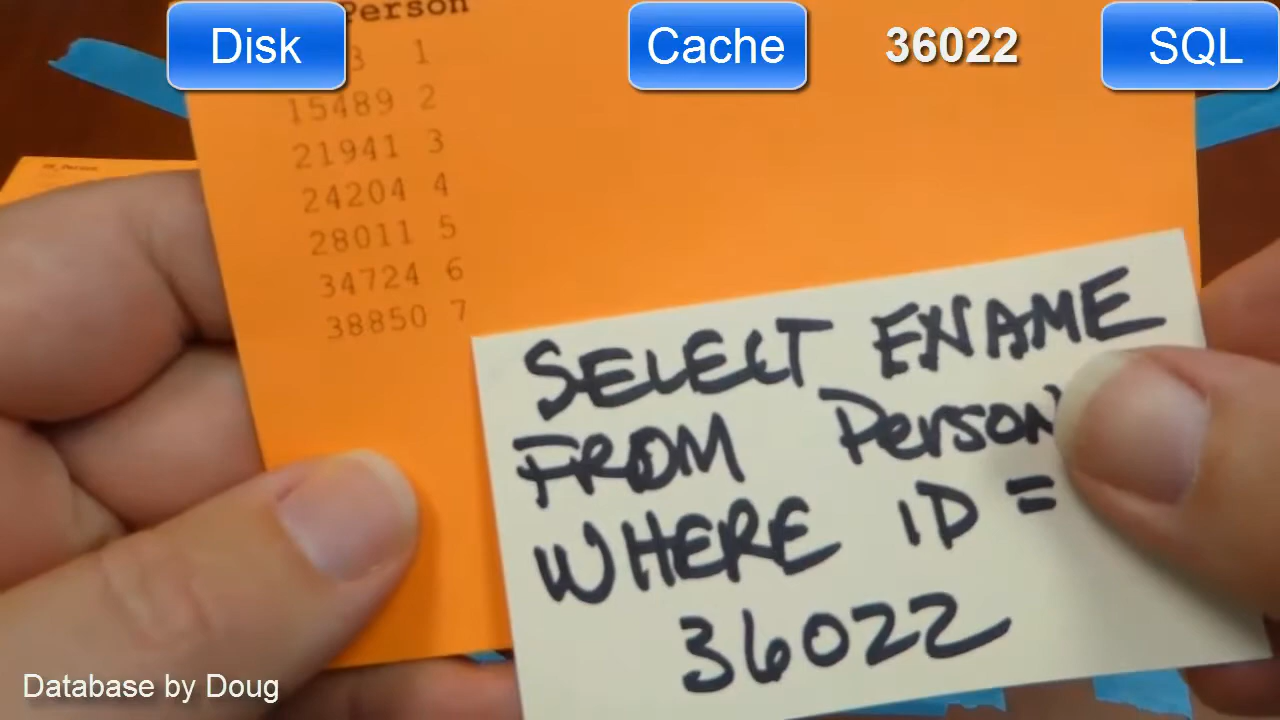 Disk Cache 36022 SQL
Person
3 1
15489 2
21941 3
24204 4
28011 5
34724 6
38850 7
SELECT ENAME
FROM Person
WHERE ID =
36022
Database by Doug